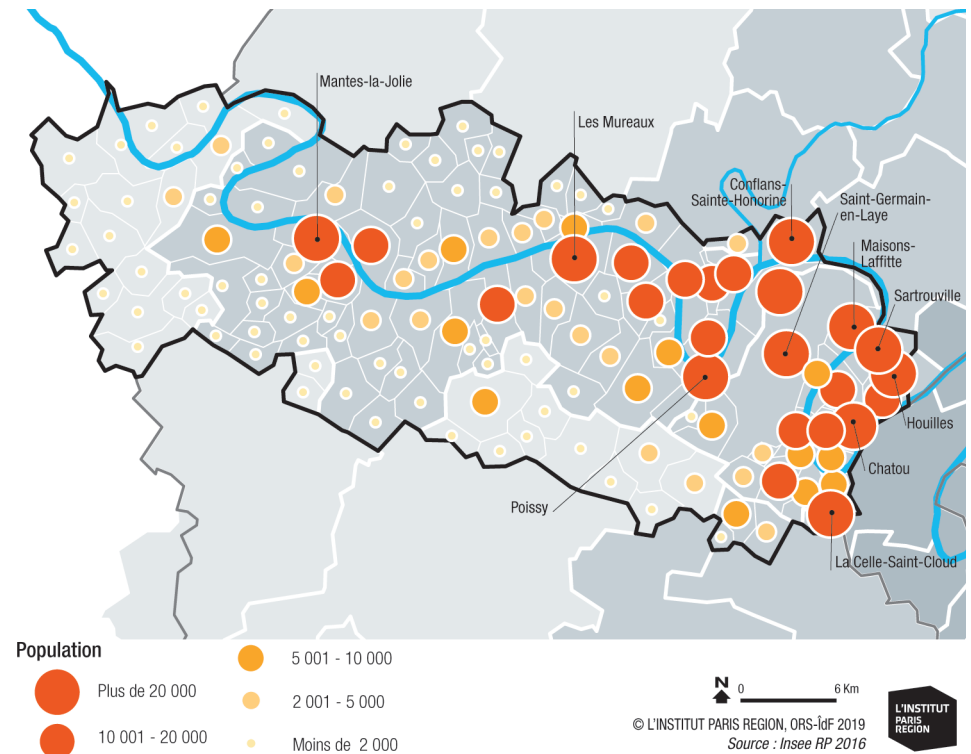 Mantes-la-Jolie
Les Mureaux
Conflans-
Sainte-Honorine
Saint-Germain-
en-Laye
Maisons-
Laffitte
Sartrouville
Houilles
Chatou
Poissy
La Celle-Saint-Cloud
Population
Plus de 20 000
10 001 - 20 000
5 001 - 10 000
2 001 - 5 000
Moins de 2 000
N
0 6 Km
© L'INSTITUT PARIS REGION, ORS-ÎdF 2019
Source : Insee RP 2016
L'INSTITUT
PARIS
REGION